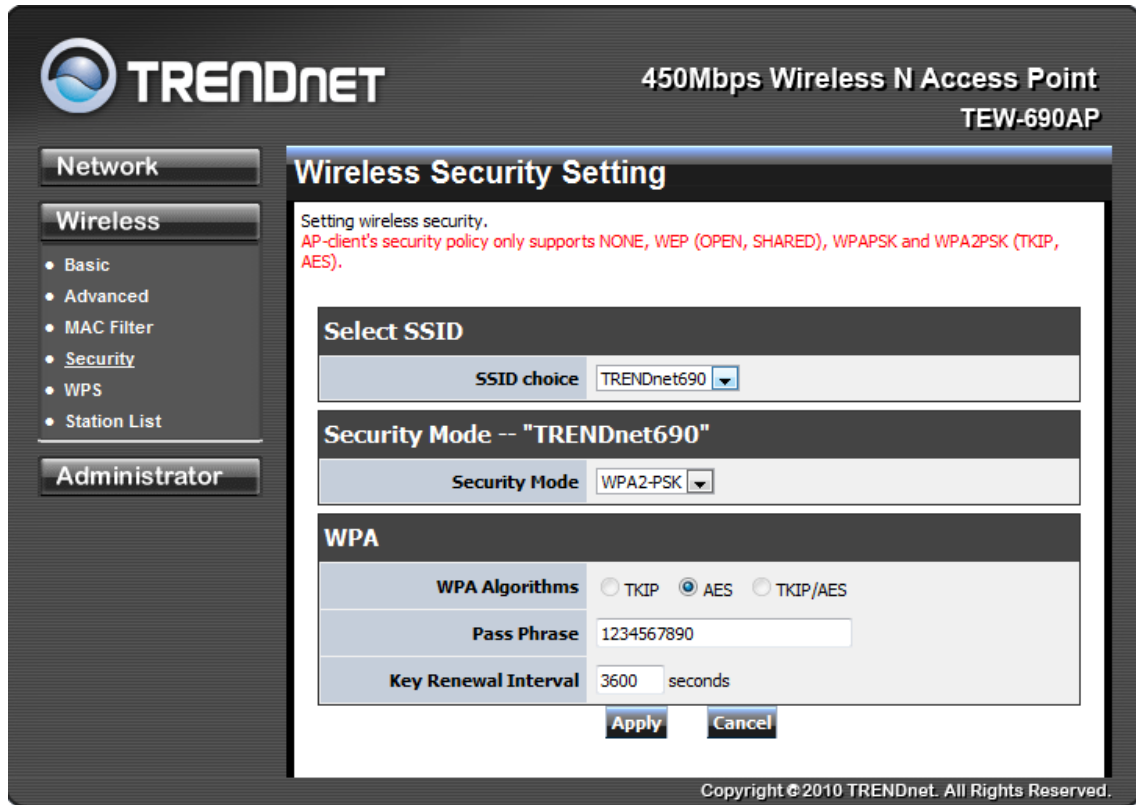 TRENDNET
450Mbps Wireless N Access Point
TEW-690AP
Network
Wireless
Basic
Advanced
MAC Filter
Security
WPS
Station List
Administrator
Wireless Security Setting
Setting wireless security.
AP-client's security policy only supports NONE, WEP (OPEN, SHARED), WPAPSK and WPA2PSK (TKIP,
AES).
Select SSID
SSID choice TRENDnet690
Security Mode -- "TRENDnet690"
Security Mode WPA2-PSK
WPA
WPA Algorithms TKIP AES TKIP/AES
Pass Phrase 1234567890
Key Renewal Interval 3600 seconds
Apply Cancel
Copyright © 2010 TRENDnet. All Rights Reserved.